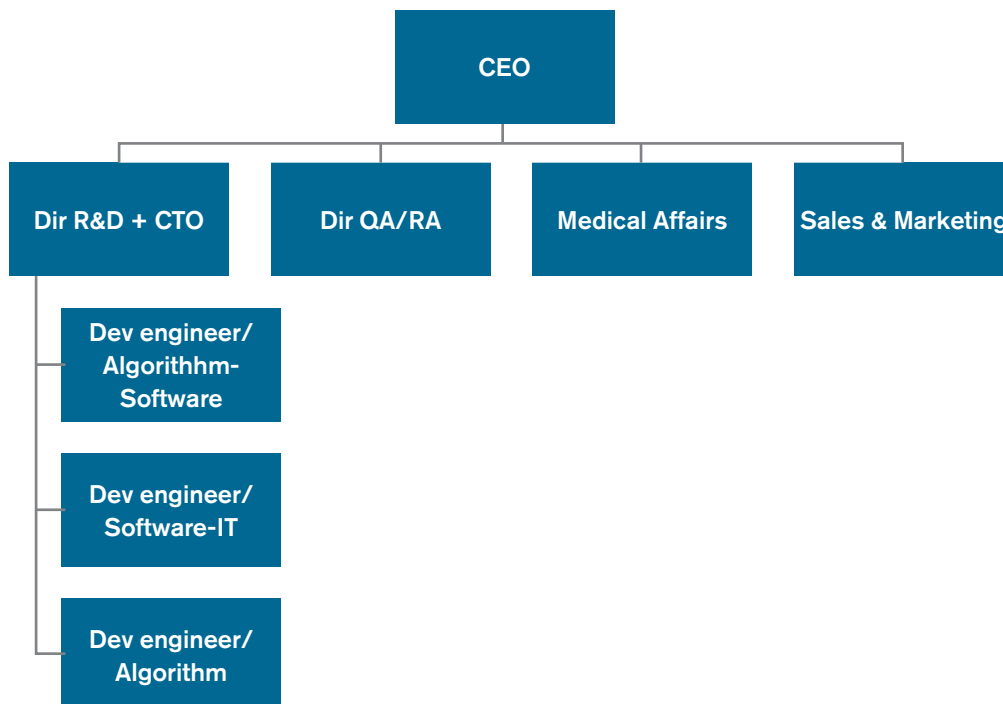 CEO
Dir R&D + CTO
Dir QA/RA
Medical Affairs
Sales & Marketing
Dev engineer/
Algorithhm-
Software
Dev engineer/
Software-IT
Dev engineer/
Algorithm